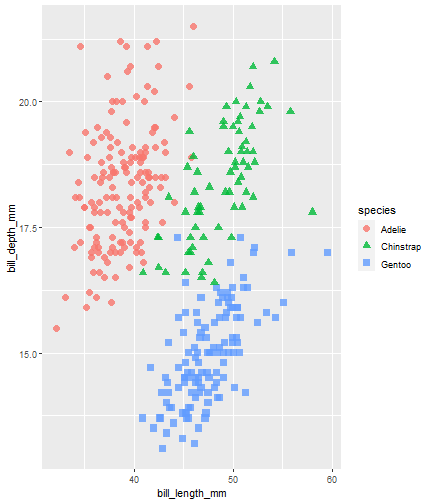 20.0
17.5
15.0
bill_depth_mm
40
50
60
bill_length_mm
species
Adelie
Chinstrap
Gentoo